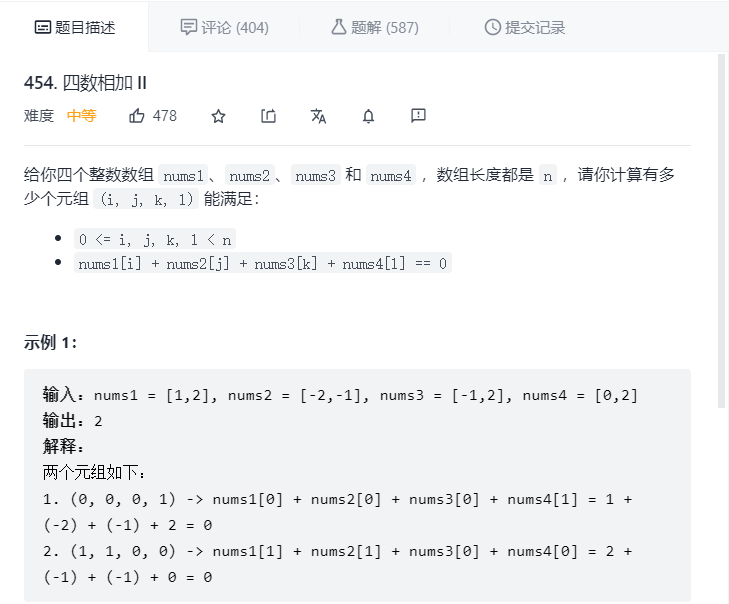 题目描述 评论 (404) 题解 (587) 提交记录
454. 四数相加 II
难度 中等 478
给你四个整数数组 nums1、nums2、nums3 和 nums4 ，数组长度都是 n ，请你计算有多
少个元组 (i, j, k, l) 能满足：
0 <= i, j, k, l < n
nums1[i] + nums2[j] + nums3[k] + nums4[l] == 0
示例 1：
输入：nums1 = [1,2], nums2 = [-2,-1], nums3 = [-1,2], nums4 = [0,2]
输出：2
解释：
两个元组如下：
1. (0, 0, 0, 1) -> nums1[0] + nums2[0] + nums3[0] + nums4[1] = 1 +
(-2) + (-1) + 2 = 0
2. (1, 1, 0, 0) -> nums1[1] + nums2[1] + nums3[0] + nums4[0] = 2 +
(-1) + (-1) + 0 = 0